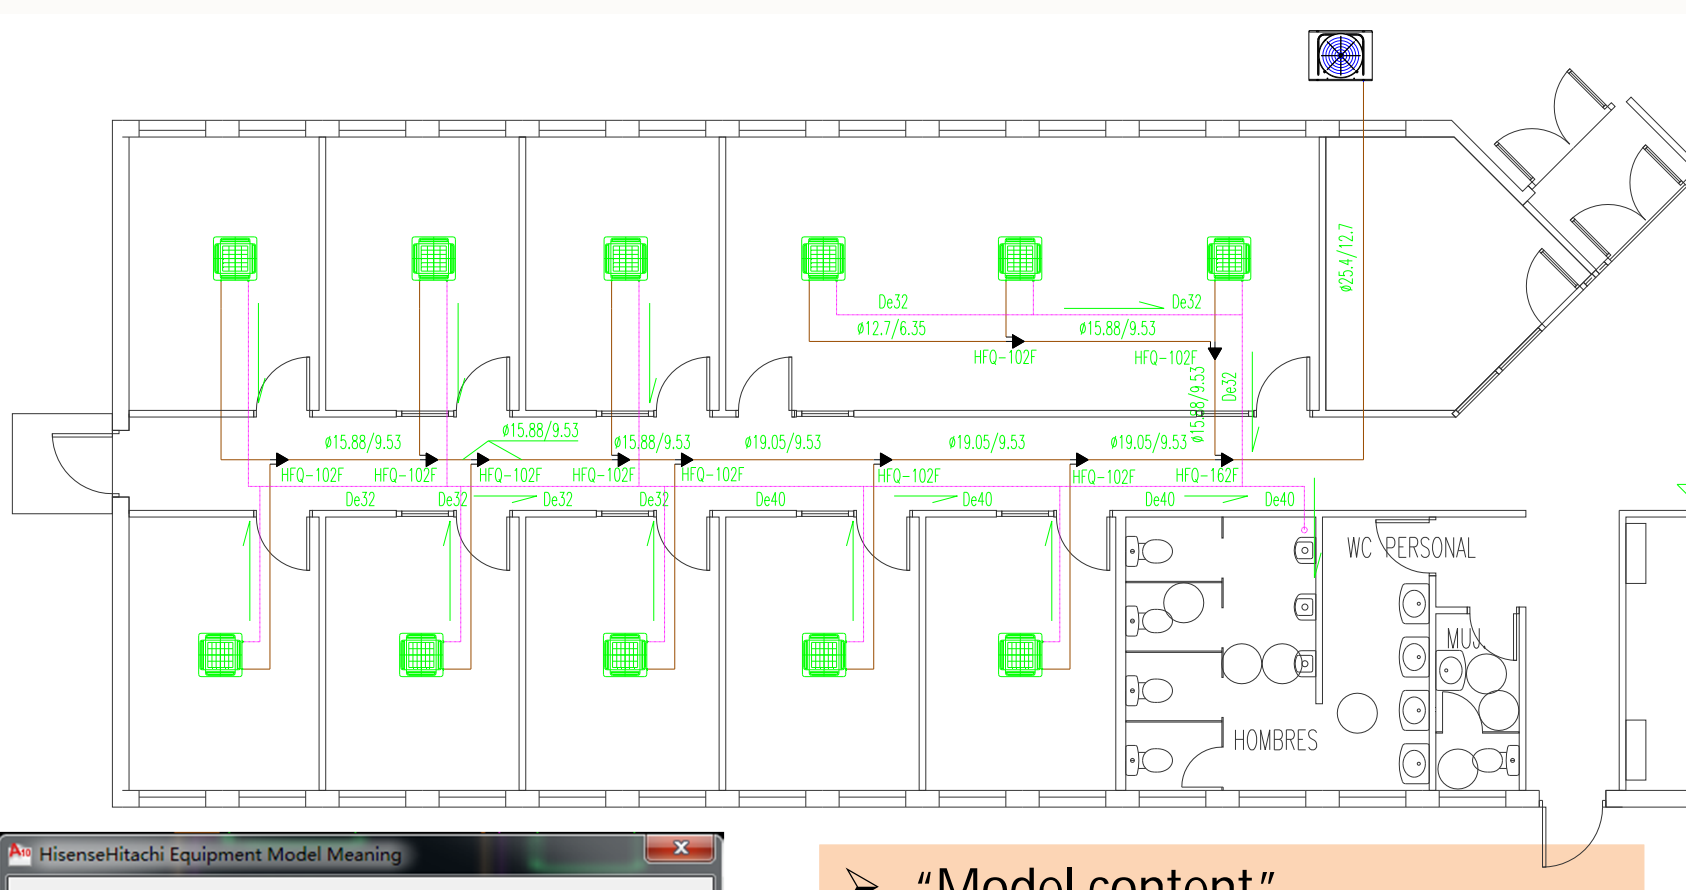 ø25.4/12.7
De32
De32
ø12.7/6.35
ø15.88/9.53
HFQ-102F
HFQ-102F
ø15.88/9.53
De32
ø15.88/9.53
ø15.88/9.53
ø15.88/9.53
ø19.05/9.53
ø19.05/9.53
ø19.05/9.53
HFQ-102F
HFQ-102F
HFQ-102F
HFQ-102F
HFQ-102F
HFQ-102F
HFQ-102F
HFQ-162F
De32
De32
De32
De32
De40
De40
De40
De40
WC PERSONAL
MUJ.
HOMBRES
HisenseHitachi Equipment Model Meaning
➢ "Model content"